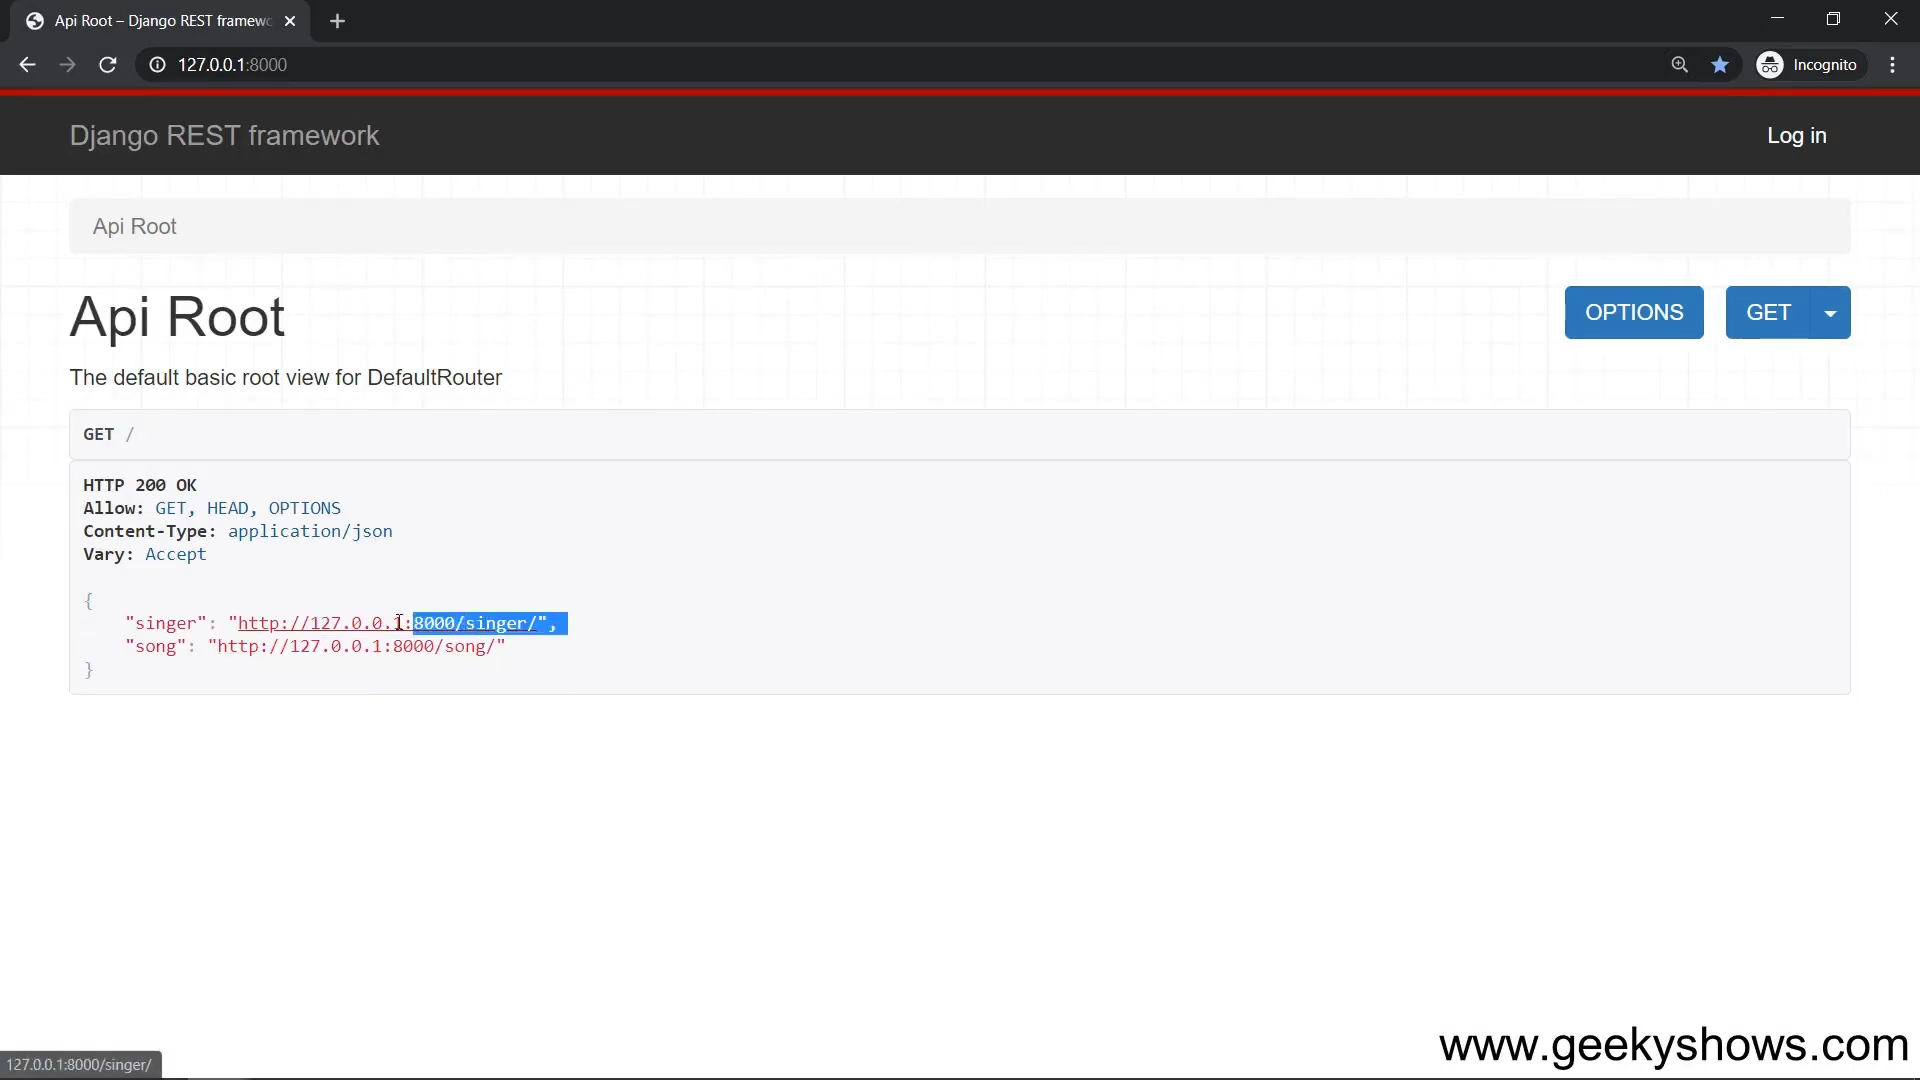 Api Root – Django REST framewo
127.0.0.1:8000
Incognito
Django REST framework
Log in
Api Root
Api Root
OPTIONS
GET
The default basic root view for DefaultRouter
GET /
HTTP 200 OK
Allow: GET, HEAD, OPTIONS
Content-Type: application/json
Vary: Accept
{
"singer": "http://127.0.0.1:8000/singer/",
"song": "http://127.0.0.1:8000/song/"
}
www.geekyshows.com
127.0.0.1:8000/singer/